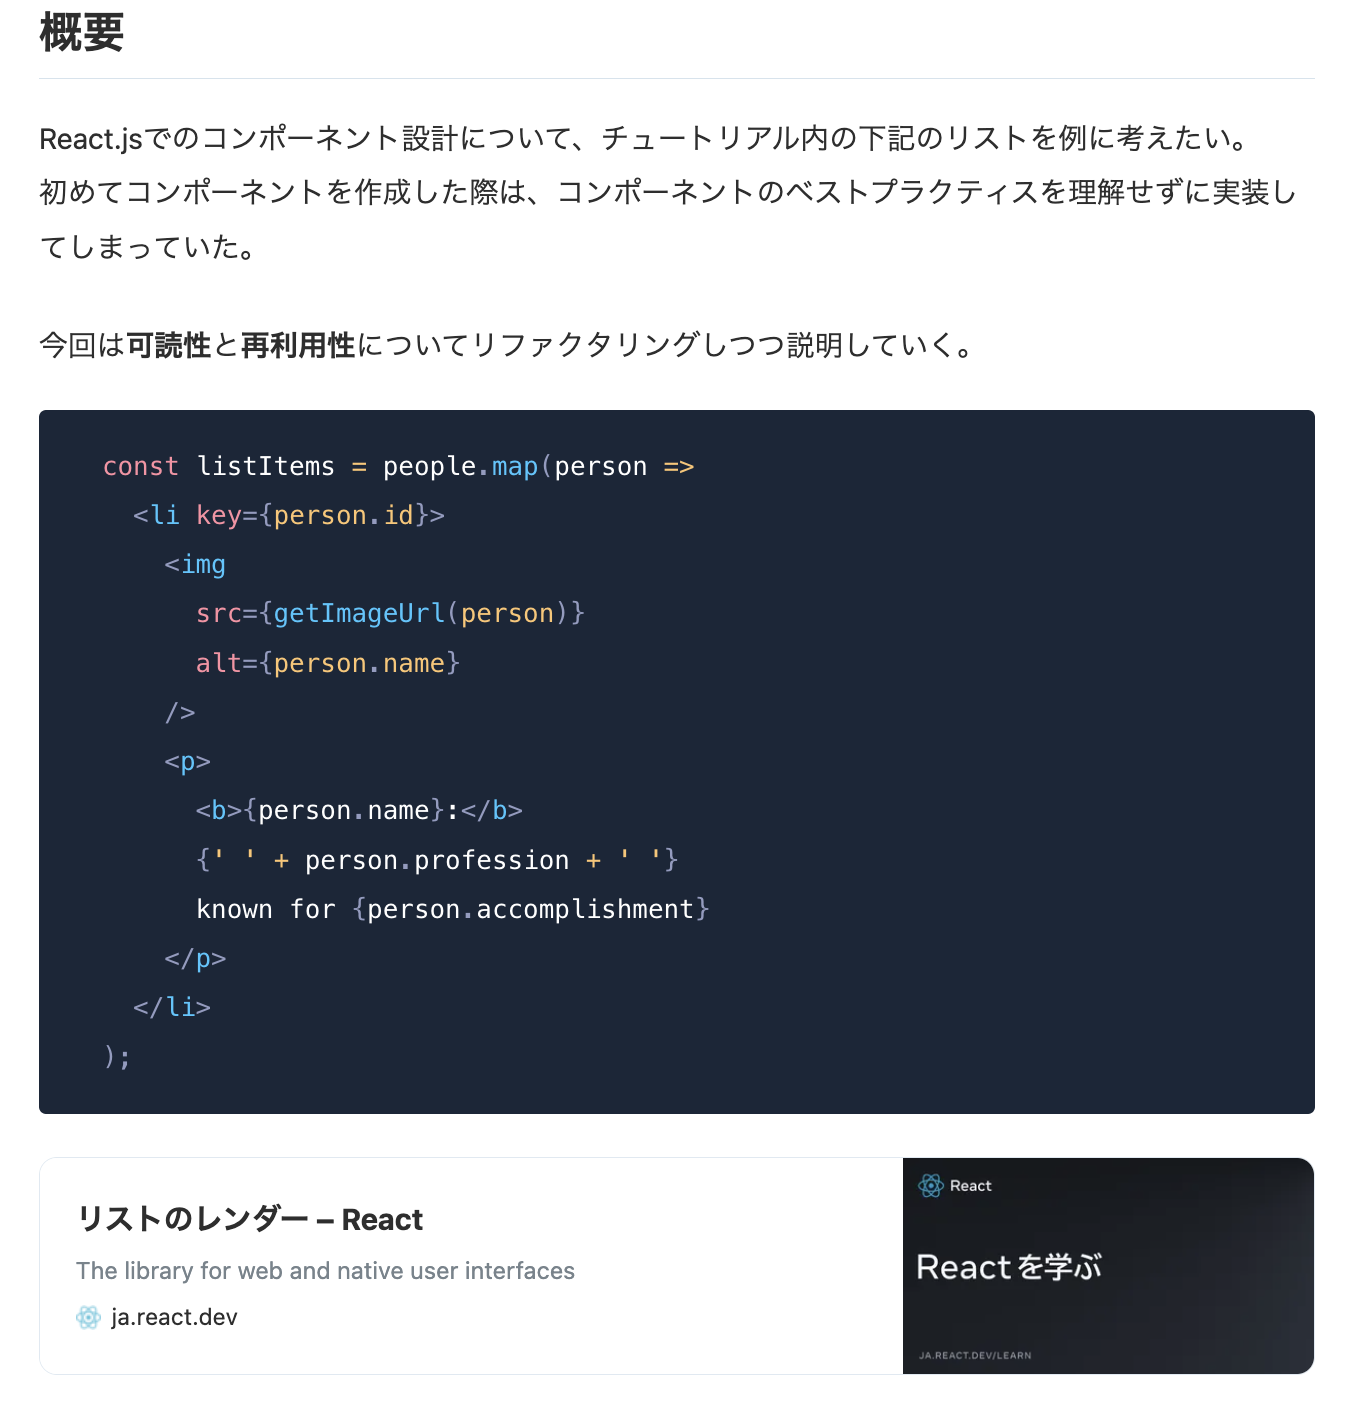 概要
React.jsでのコンポーネント設計について、チュートリアル内の下記のリストを例に考えたい。
初めてコンポーネントを作成した際は、コンポーネントのベストプラクティスを理解せずに実装し
てしまっていた。
今回は可読性と再利用性についてリファクタリングしつつ説明していく。
const listItems = people.map(person =>
  <li key={person.id}>
    <img
      src={getImageUrl(person)}
      alt={person.name}
    />
    <p>
      <b>{person.name}:</b>
      {' ' + person.profession + ' '}
      known for {person.accomplishment}
    </p>
  </li>
);
リストのレンダー – React
The library for web and native user interfaces
ja.react.dev
React
Reactを学ぶ
JA.REACT.DEV/LEARN